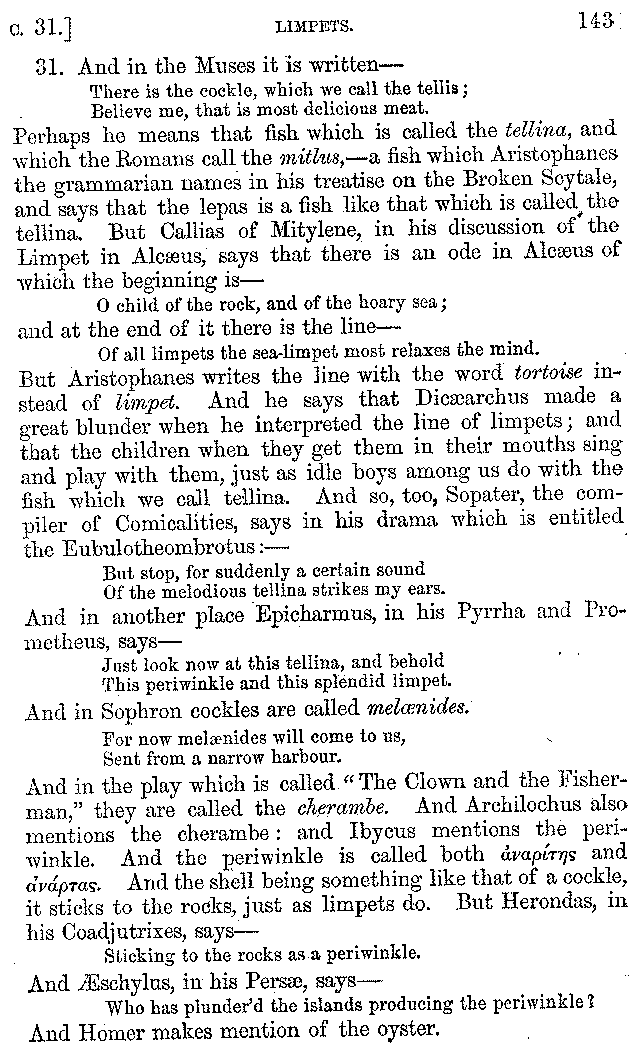 C. 31.] LIMPETS. 143
31. And in the Muses it is written—
There is the cockle, which we call the tellis;
Believe me, that is most delicious meat.
Perhaps he means that fish which is called the tellina, and
which the Romans call the mitlus,—a fish which Aristophanes
the grammarian names in his treatise on the Broken Scytale,
and says that the lepas is a fish like that which is called the
tellina. But Callias of Mitylene, in his discussion of the
Limpet in Alcæus, says that there is an ode in Alcæus of
which the beginning is—
O child of the rock, and of the hoary sea;
and at the end of it there is the line—
Of all limpets the sea-limpet most relaxes the mind.
But Aristophanes writes the line with the word tortoise in-
stead of limpet. And he says that Dicæarchus made a
great blunder when he interpreted the line of limpets; and
that the children when they get them in their mouths sing
and play with them, just as idle boys among us do with the
fish which we call tellina. And so, too, Sopater, the com-
piler of Comicalities, says in his drama which is entitled
the Eubulotheombrotus:—
But stop, for suddenly a certain sound
Of the melodious tellina strikes my ears.
And in another place Epicharmus, in his Pyrrha and Pro-
metheus, says—
Just look now at this tellina, and behold
This periwinkle and this splendid limpet.
And in Sophron cockles are called melænides.
For now melænides will come to us,
Sent from a narrow harbour.
And in the play which is called "The Clown and the Fisher-
man," they are called the cherambe. And Archilochus also
mentions the cherambe: and Ibycus mentions the peri-
winkle. And the periwinkle is called both ἀναρίτης and
ἀνάρτας. And the shell being something like that of a cockle,
it sticks to the rocks, just as limpets do. But Herondas, in
his Coadjutrixes, says—
Sticking to the rocks as a periwinkle.
And Æschylus, in his Persæ, says—
Who has plunder'd the islands producing the periwinkle?
And Homer makes mention of the oyster.